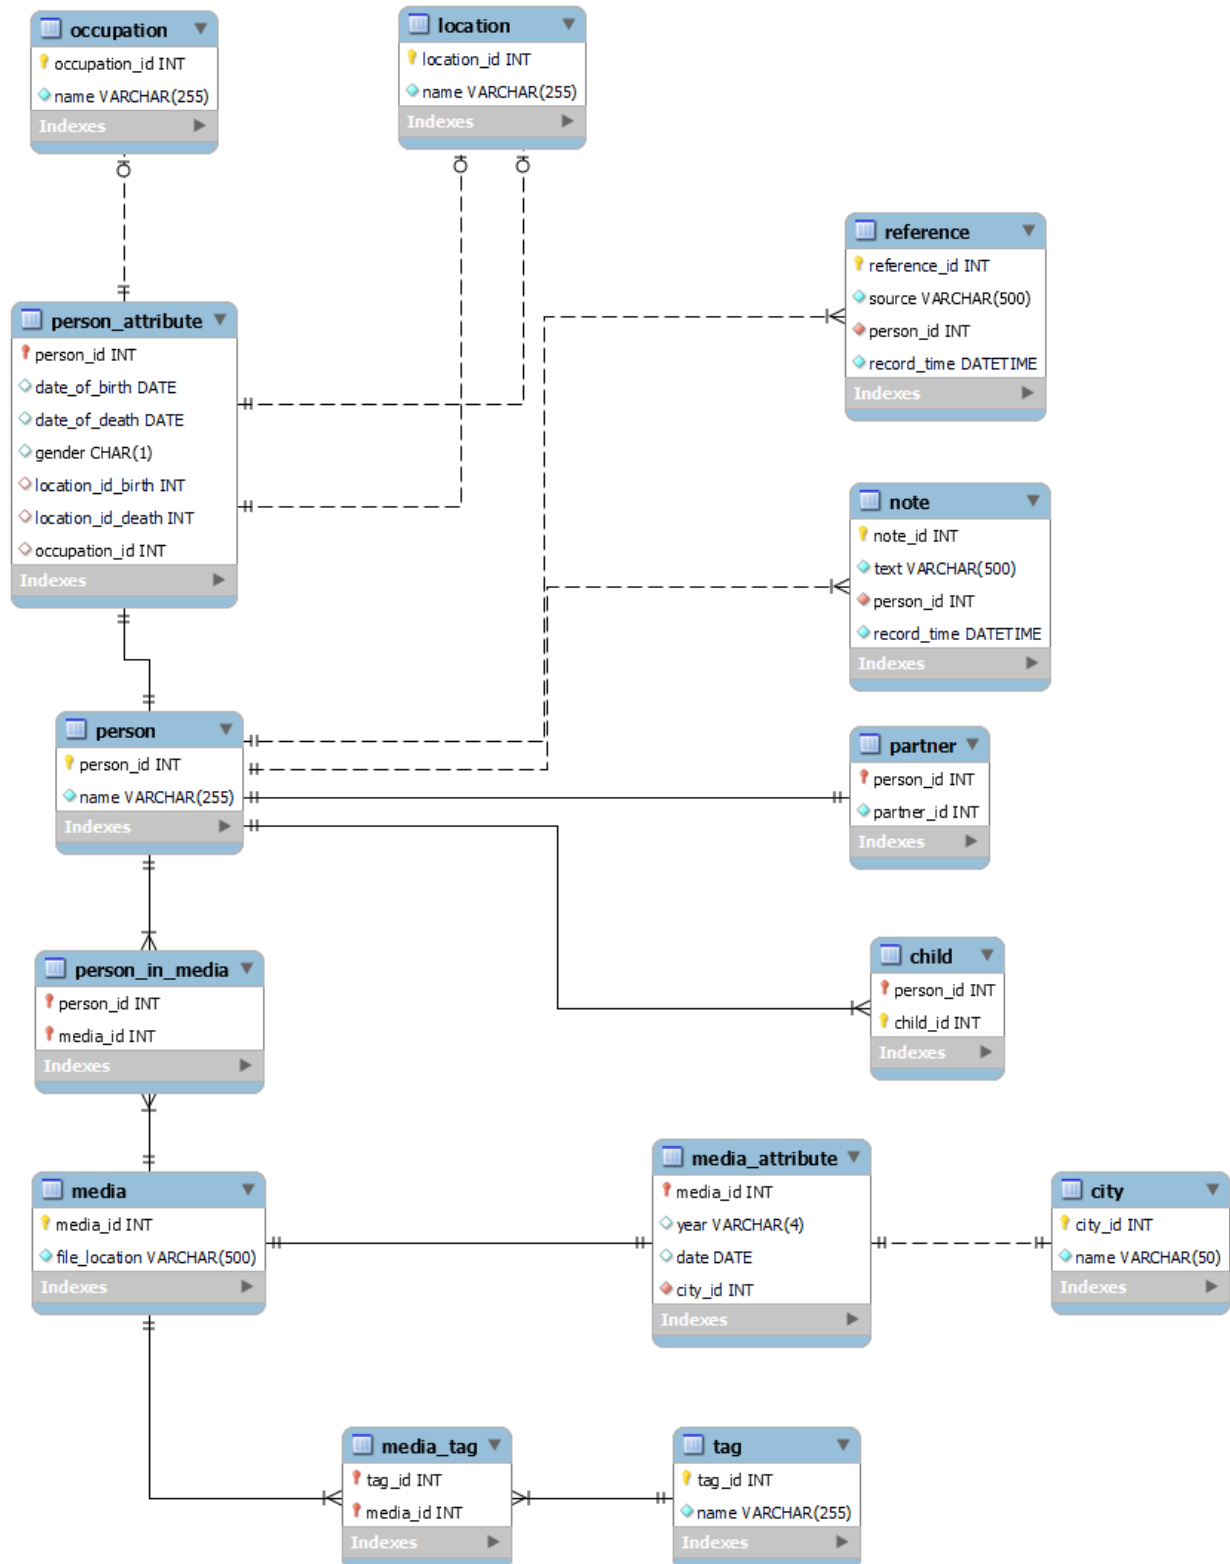 occupation
occupation_id INT
name VARCHAR(255)
Indexes
location
location_id INT
name VARCHAR(255)
Indexes
reference
reference_id INT
source VARCHAR(500)
person_id INT
record_time DATETIME
Indexes
person_attribute
person_id INT
date_of_birth DATE
date_of_death DATE
gender CHAR(1)
location_id_birth INT
location_id_death INT
occupation_id INT
Indexes
note
note_id INT
text VARCHAR(500)
person_id INT
record_time DATETIME
Indexes
person
person_id INT
name VARCHAR(255)
Indexes
partner
person_id INT
partner_id INT
Indexes
person_in_media
person_id INT
media_id INT
Indexes
child
person_id INT
child_id INT
Indexes
media
media_id INT
file_location VARCHAR(500)
Indexes
media_attribute
media_id INT
year VARCHAR(4)
date DATE
city_id INT
Indexes
city
city_id INT
name VARCHAR(50)
Indexes
media_tag
tag_id INT
media_id INT
Indexes
tag
tag_id INT
name VARCHAR(255)
Indexes